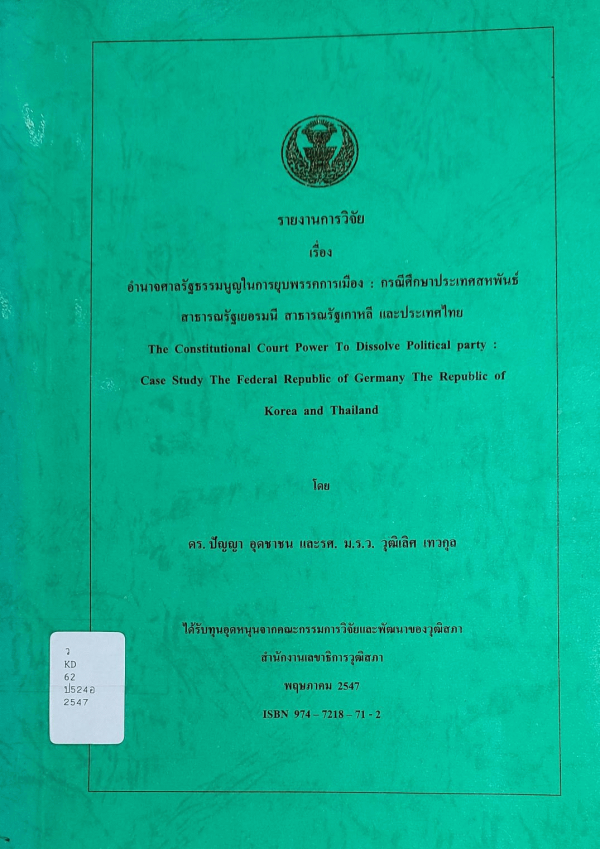 รายงานการวิจัย
เรื่อง
อำนาจศาลรัฐธรรมนูญในการยุบพรรคการเมือง : กรณีศึกษาประเทศสหพันธ์
สาธารณรัฐเยอรมนี สาธารณรัฐเกาหลี และประเทศไทย
The Constitutional Court Power To Dissolve Political party :
Case Study The Federal Republic of Germany The Republic of
Korea and Thailand
โดย
ดร. ปัญญา อุดชาชน และรศ. ม.ร.ว. วุฒิเลิศ เทวกุล
ได้รับทุนอุดหนุนจากคณะกรรมการวิจัยและพัฒนาของวุฒิสภา
สำนักงานเลขาธิการวุฒิสภา
พฤษภาคม 2547
ISBN 974 – 7218 – 71 - 2
ว
KD
62
ป524อ
2547